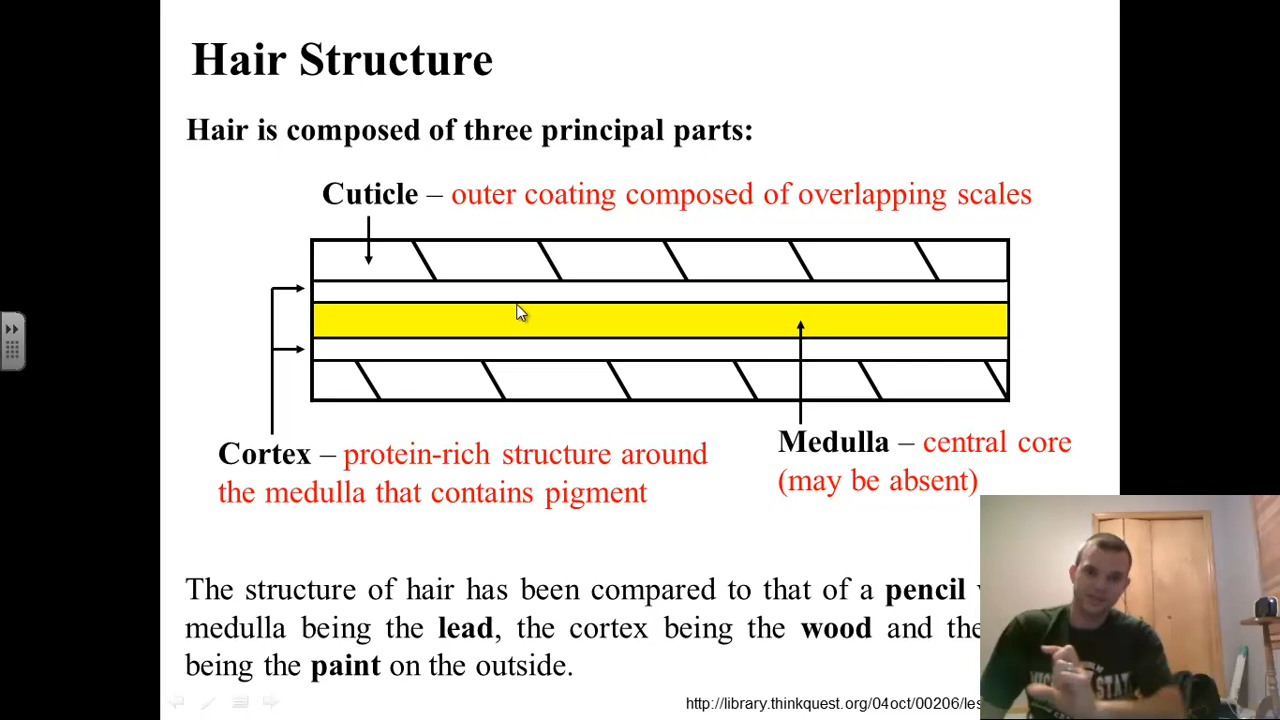 Hair Structure
Hair is composed of three principal parts:
Cuticle – outer coating composed of overlapping scales
Cortex – protein-rich structure around
the medulla that contains pigment
Medulla – central core
(may be absent)
The structure of hair has been compared to that of a pencil
medulla being the lead, the cortex being the wood and the
being the paint on the outside.
http://library.thinkquest.org/04oct/00206/les
STATE